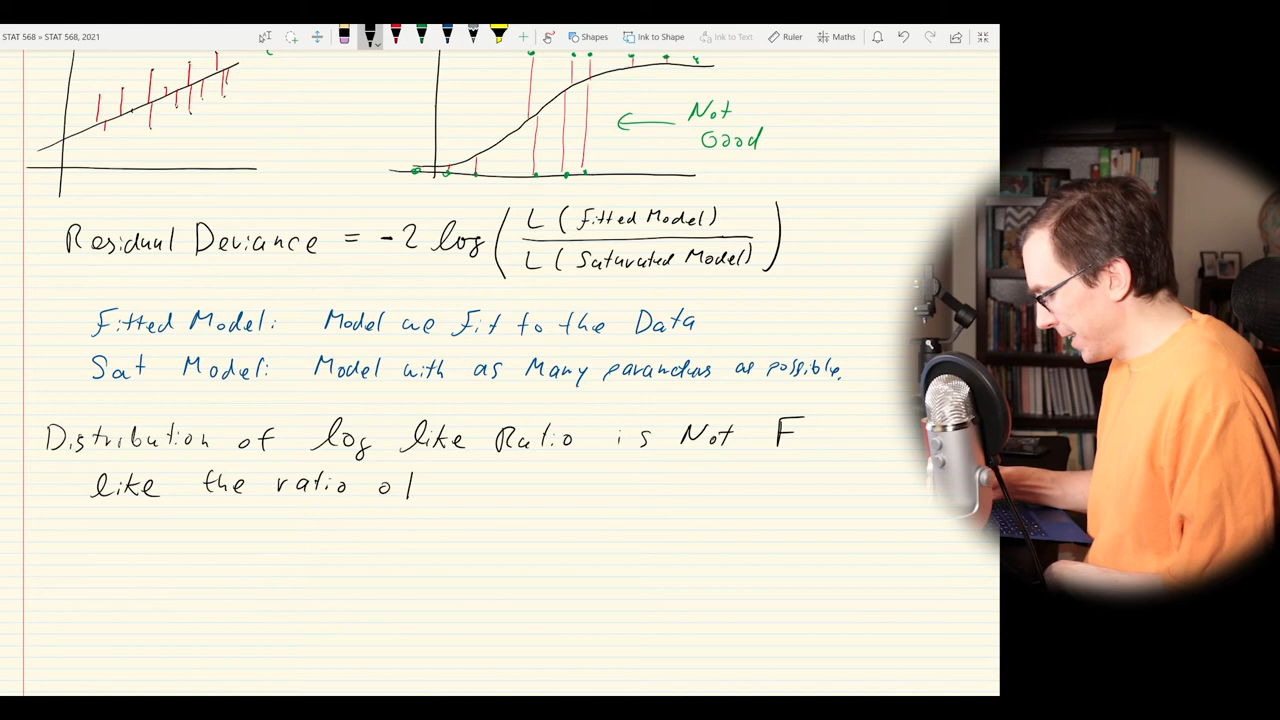 STAT 568 » STAT 568, 2021
Shapes
Ink to Shape
Ink to Text
Ruler
Maths
Not
Good
Residual Deviance = -2 log ( L (Fitted Model) / L (Saturated Model) )
Fitted Model: Model we Fit to the Data
Sat Model: Model with as Many parameters as possible.
Distribution of log like Ratio is Not F
like the ratio of